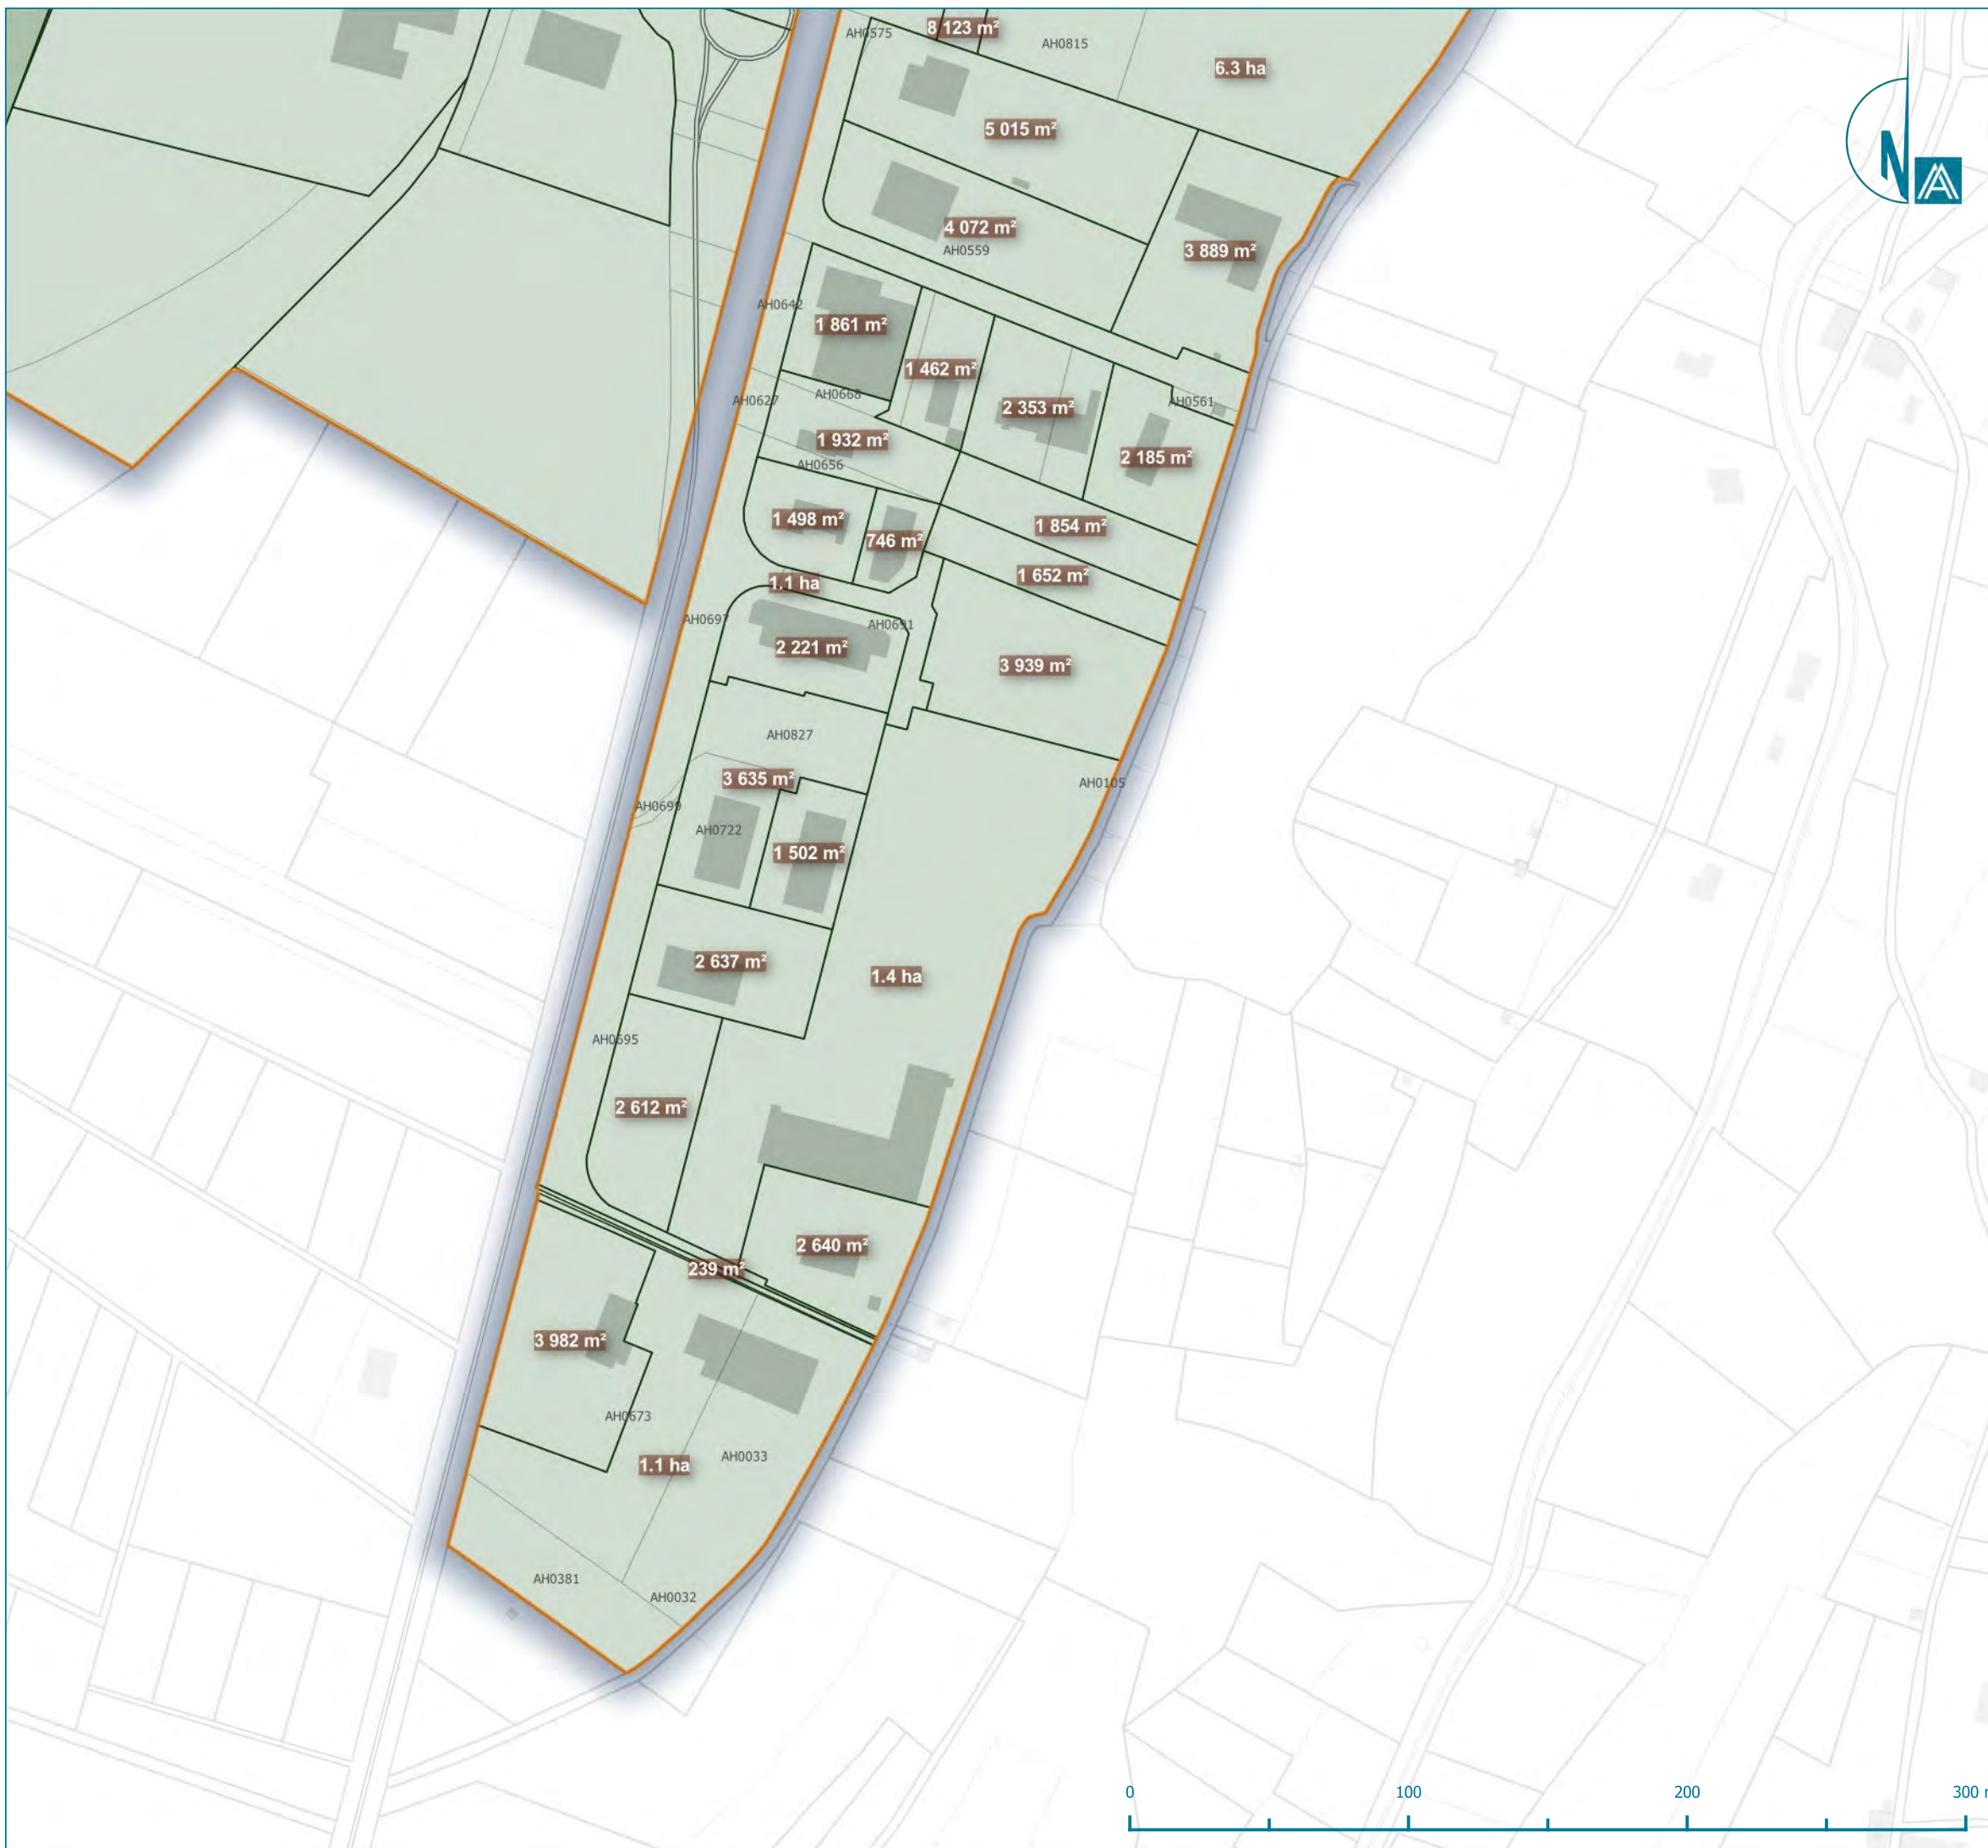 8 123 m²
AH0575
AH0815
6.3 ha
5 015 m²
N
4 072 m²
AH0559
3 889 m²
AH0642
1 861 m²
1 462 m²
AH0668
AH0627
2 353 m²
AH0561
1 932 m²
2 185 m²
AH0656
1 498 m²
1 854 m²
746 m²
1 652 m²
1.1 ha
AH0697
AH0691
2 221 m²
3 939 m²
AH0827
3 635 m²
AH0105
AH0699
AH0722
1 502 m²
2 637 m²
1.4 ha
AH0695
2 612 m²
2 640 m²
239 m²
3 982 m²
AH0673
AH0033
1.1 ha
AH0381
AH0032
0 100 200 300